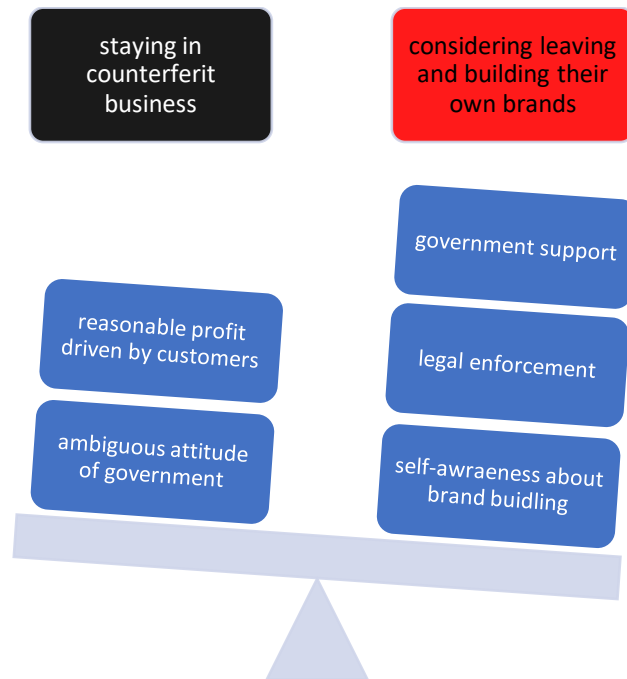 staying in
counterferit
business
considering leaving
and building their
own brands
reasonable profit
driven by customers
ambiguous attitude
of government
government support
legal enforcement
self-awraeness about
brand buidling